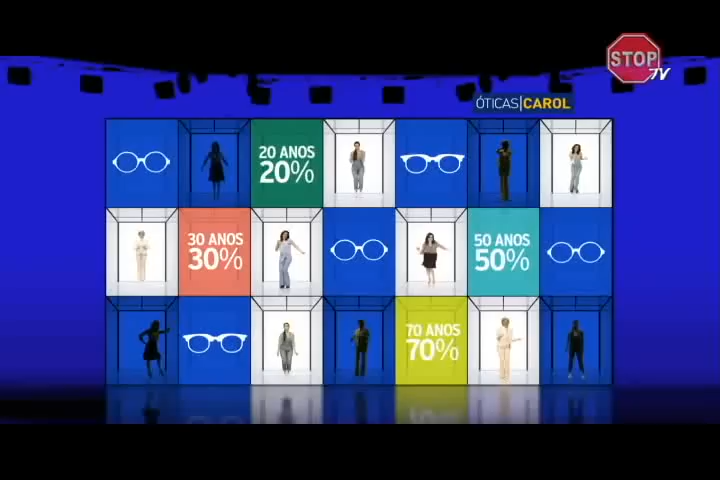 STOP
TV
ÓTICAS|CAROL
20 ANOS
20%
30 ANOS
30%
50 ANOS
50%
70 ANOS
70%